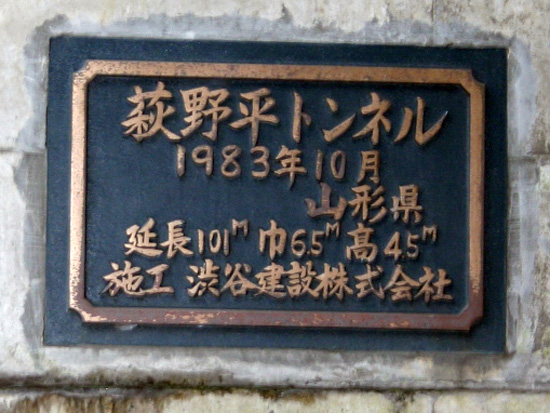 萩野平トンネル
1983年10月
山形県
延長101M 巾6.5M 高4.5M
施工 渋谷建設株式会社